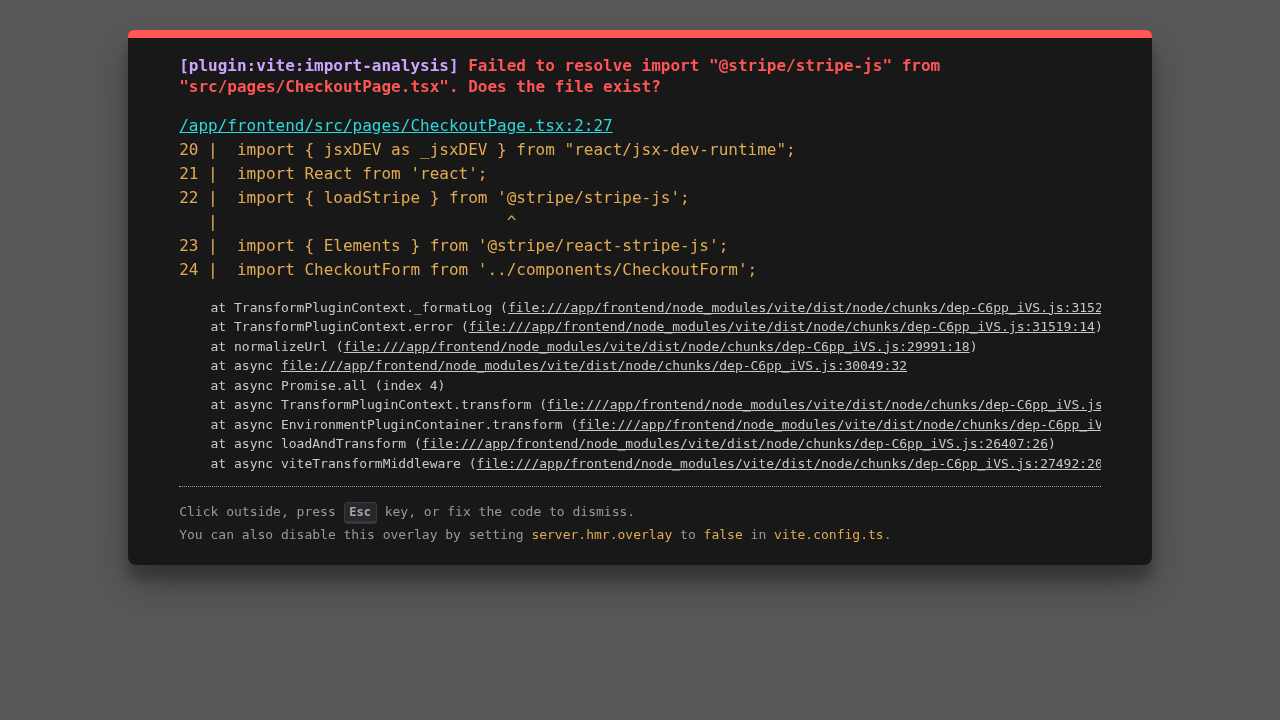 [plugin:vite:import-analysis] Failed to resolve import "@stripe/stripe-js" from
"src/pages/CheckoutPage.tsx". Does the file exist?
/app/frontend/src/pages/CheckoutPage.tsx:2:27
20 |  import { jsxDEV as _jsxDEV } from "react/jsx-dev-runtime";
21 |  import React from 'react';
22 |  import { loadStripe } from '@stripe/stripe-js';
   |                              ^
23 |  import { Elements } from '@stripe/react-stripe-js';
24 |  import CheckoutForm from '../components/CheckoutForm';
at TransformPluginContext._formatLog (file:///app/frontend/node_modules/vite/dist/node/chunks/dep-C6pp_iVS.js:3152
at TransformPluginContext.error (file:///app/frontend/node_modules/vite/dist/node/chunks/dep-C6pp_iVS.js:31519:14)
at normalizeUrl (file:///app/frontend/node_modules/vite/dist/node/chunks/dep-C6pp_iVS.js:29991:18)
at async file:///app/frontend/node_modules/vite/dist/node/chunks/dep-C6pp_iVS.js:30049:32
at async Promise.all (index 4)
at async TransformPluginContext.transform (file:///app/frontend/node_modules/vite/dist/node/chunks/dep-C6pp_iVS.js
at async EnvironmentPluginContainer.transform (file:///app/frontend/node_modules/vite/dist/node/chunks/dep-C6pp_iV
at async loadAndTransform (file:///app/frontend/node_modules/vite/dist/node/chunks/dep-C6pp_iVS.js:26407:26)
at async viteTransformMiddleware (file:///app/frontend/node_modules/vite/dist/node/chunks/dep-C6pp_iVS.js:27492:20
Click outside, press Esc key, or fix the code to dismiss.
You can also disable this overlay by setting server.hmr.overlay to false in vite.config.ts.